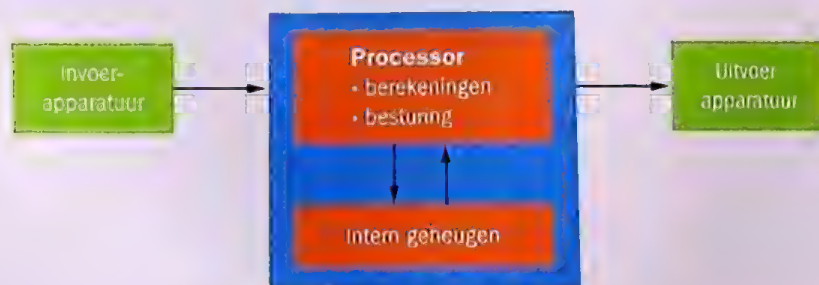 Invoer-
apparatuur
Processor
• berekeningen
• besturing
Intern geheugen
Uitvoer
apparatuur